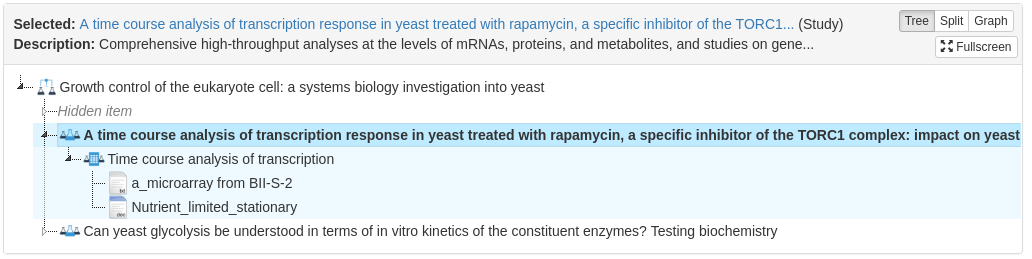 Selected: A time course analysis of transcription response in yeast treated with rapamycin, a specific inhibitor of the TORC1... (Study)
Tree Split Graph
Description: Comprehensive high-throughput analyses at the levels of mRNAs, proteins, and metabolites, and studies on gene...
Fullscreen
Growth control of the eukaryote cell: a systems biology investigation into yeast
Hidden item
A time course analysis of transcription response in yeast treated with rapamycin, a specific inhibitor of the TORC1 complex: impact on yeast
Time course analysis of transcription
txt a_microarray from BII-S-2
doc Nutrient_limited_stationary
Can yeast glycolysis be understood in terms of in vitro kinetics of the constituent enzymes? Testing biochemistry